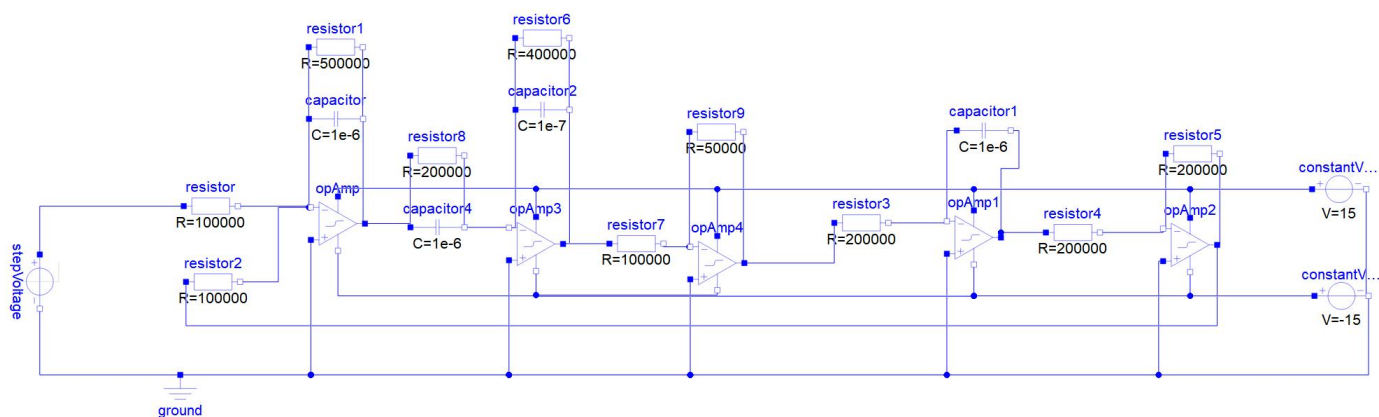 resistor1
R=500000
capacitor
C=1e-6
resistor6
R=400000
capacitor2
C=1e-7
resistor8
R=200000
capacitor4
C=1e-6
resistor9
R=50000
capacitor1
C=1e-6
resistor5
R=200000
constantV...
V=15
resistor
R=100000
opAmp
opAmp3
resistor7
R=100000
opAmp4
resistor3
R=200000
opAmp1
resistor4
R=200000
opAmp2
resistor2
R=100000
constantV...
V=-15
stepVoltage
ground